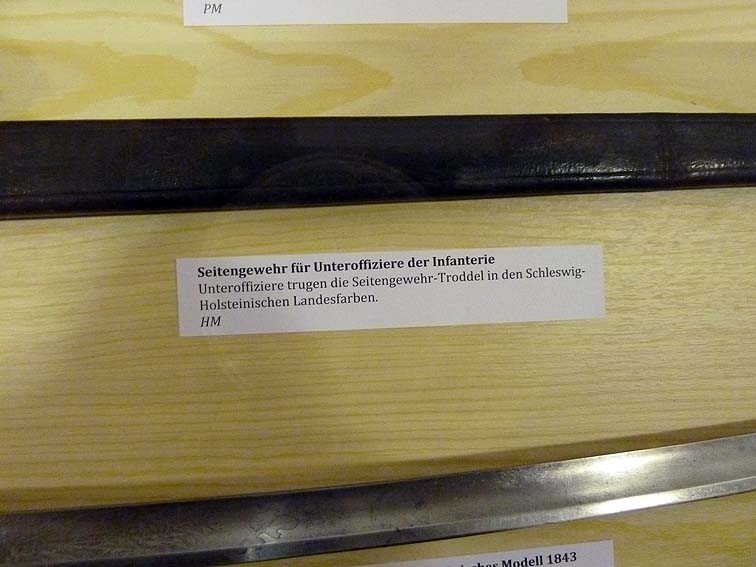 PM
Seitengewehr für Unteroffiziere der Infanterie
Unteroffiziere trugen die Seitengewehr-Troddel in den Schleswig-
Holsteinischen Landesfarben.
HM
Modell 1843